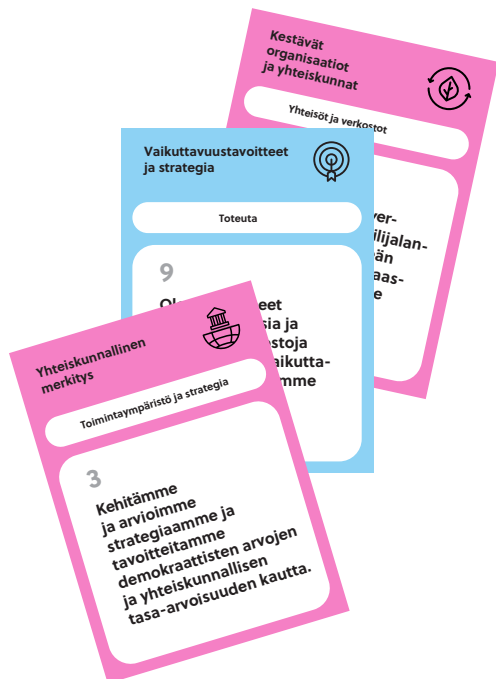 Kestävät
organisaatiot
ja yhteiskunnat
Yhteisöt ja verkostot
Vaikuttavuustavoitteet
ja strategia
Toteuta
9
ja
Yhteiskunnallinen
merkitys
Toimintaympäristö ja strategia
3
Kehitämme
ja arvioimme
strategiaamme ja
tavoitteitamme
demokraattisten arvojen
ja yhteiskunnallisen
tasa-arvoisuuden kautta.